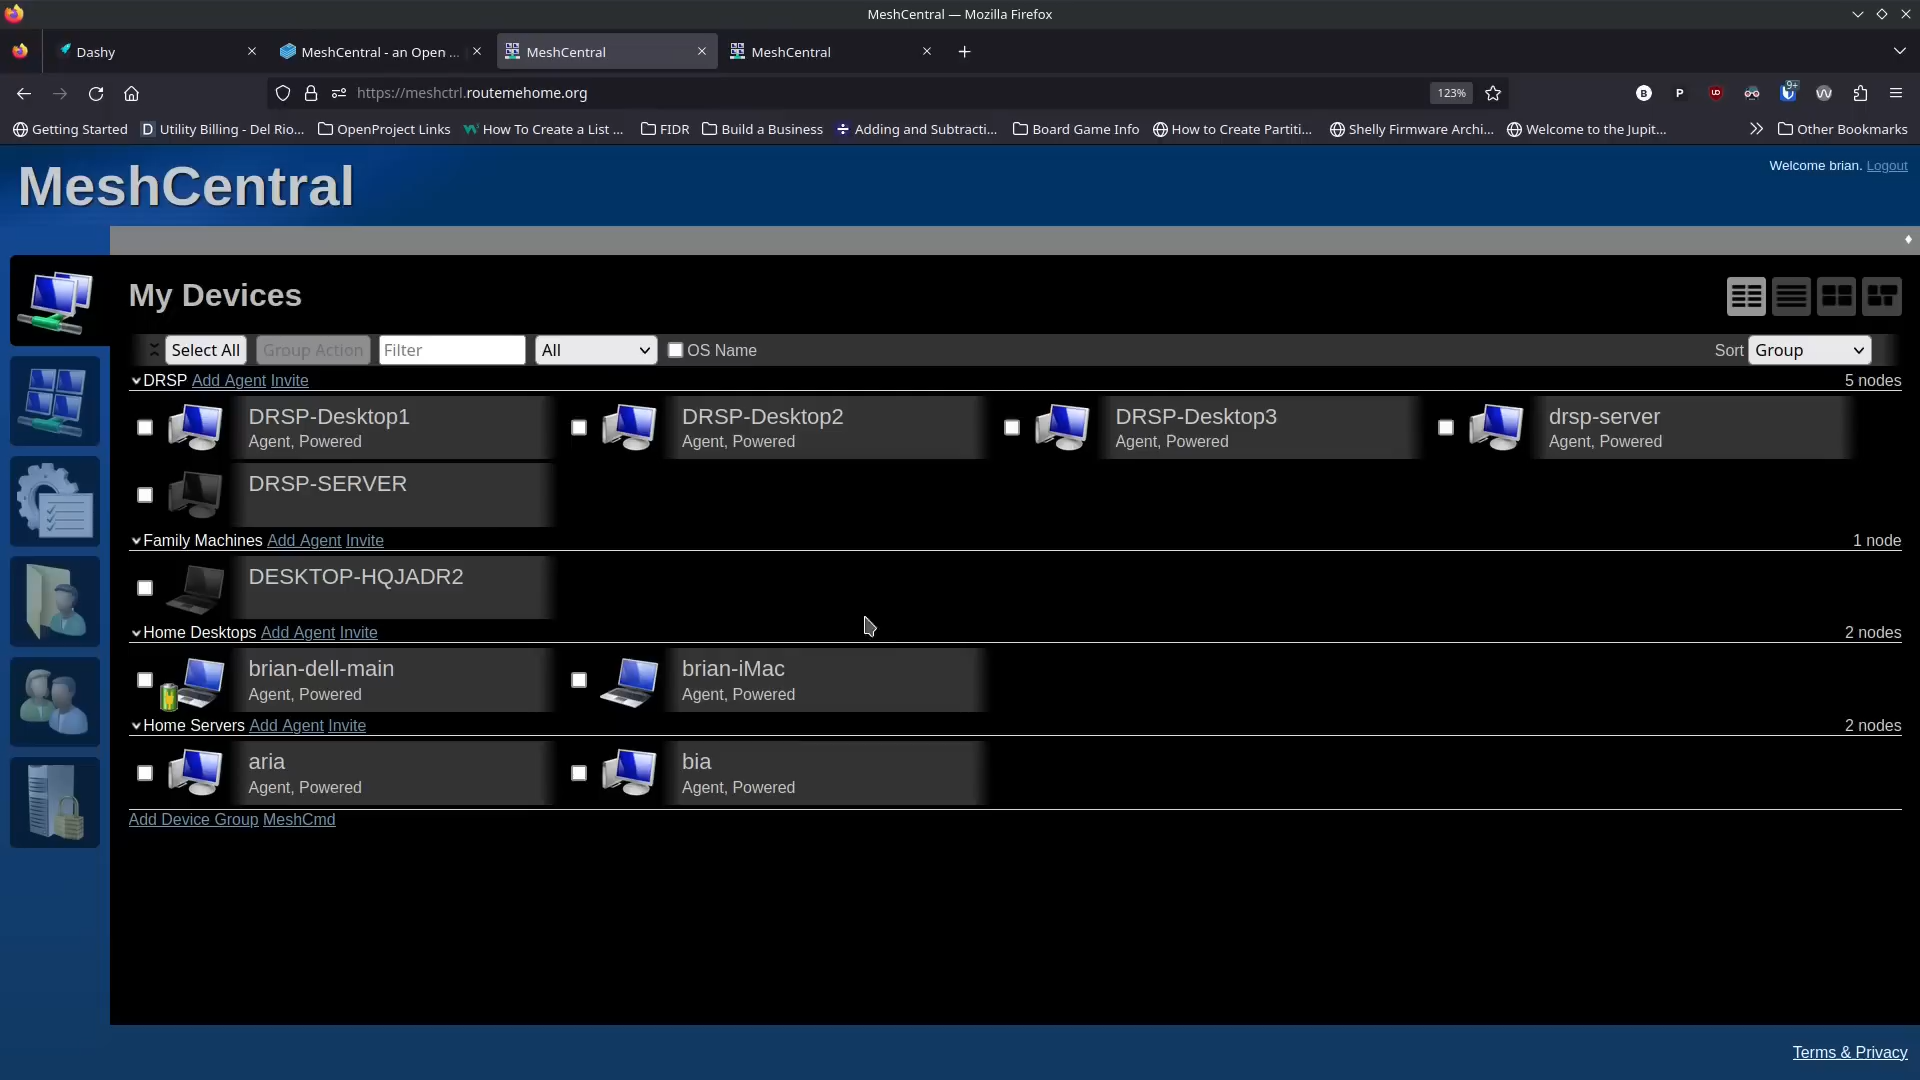 MeshCentral — Mozilla Firefox
Dashy
MeshCentral - an Open ...
MeshCentral
MeshCentral
https://meshctrl.routemehome.org
123%
B
P
9+
Getting Started
Utility Billing - Del Rio...
OpenProject Links
How To Create a List ...
FIDR
Build a Business
Adding and Subtracti...
Board Game Info
How to Create Partiti...
Shelly Firmware Archi...
Welcome to the Jupit...
Other Bookmarks
MeshCentral
Welcome brian. Logout
My Devices
Select All
Group Action
Filter
All
OS Name
Sort
Group
DRSP Add Agent Invite
5 nodes
DRSP-Desktop1
Agent, Powered
DRSP-Desktop2
Agent, Powered
DRSP-Desktop3
Agent, Powered
drsp-server
Agent, Powered
DRSP-SERVER
Family Machines Add Agent Invite
1 node
DESKTOP-HQJADR2
Home Desktops Add Agent Invite
2 nodes
brian-dell-main
Agent, Powered
brian-iMac
Agent, Powered
Home Servers Add Agent Invite
2 nodes
aria
Agent, Powered
bia
Agent, Powered
Add Device Group MeshCmd
Terms & Privacy